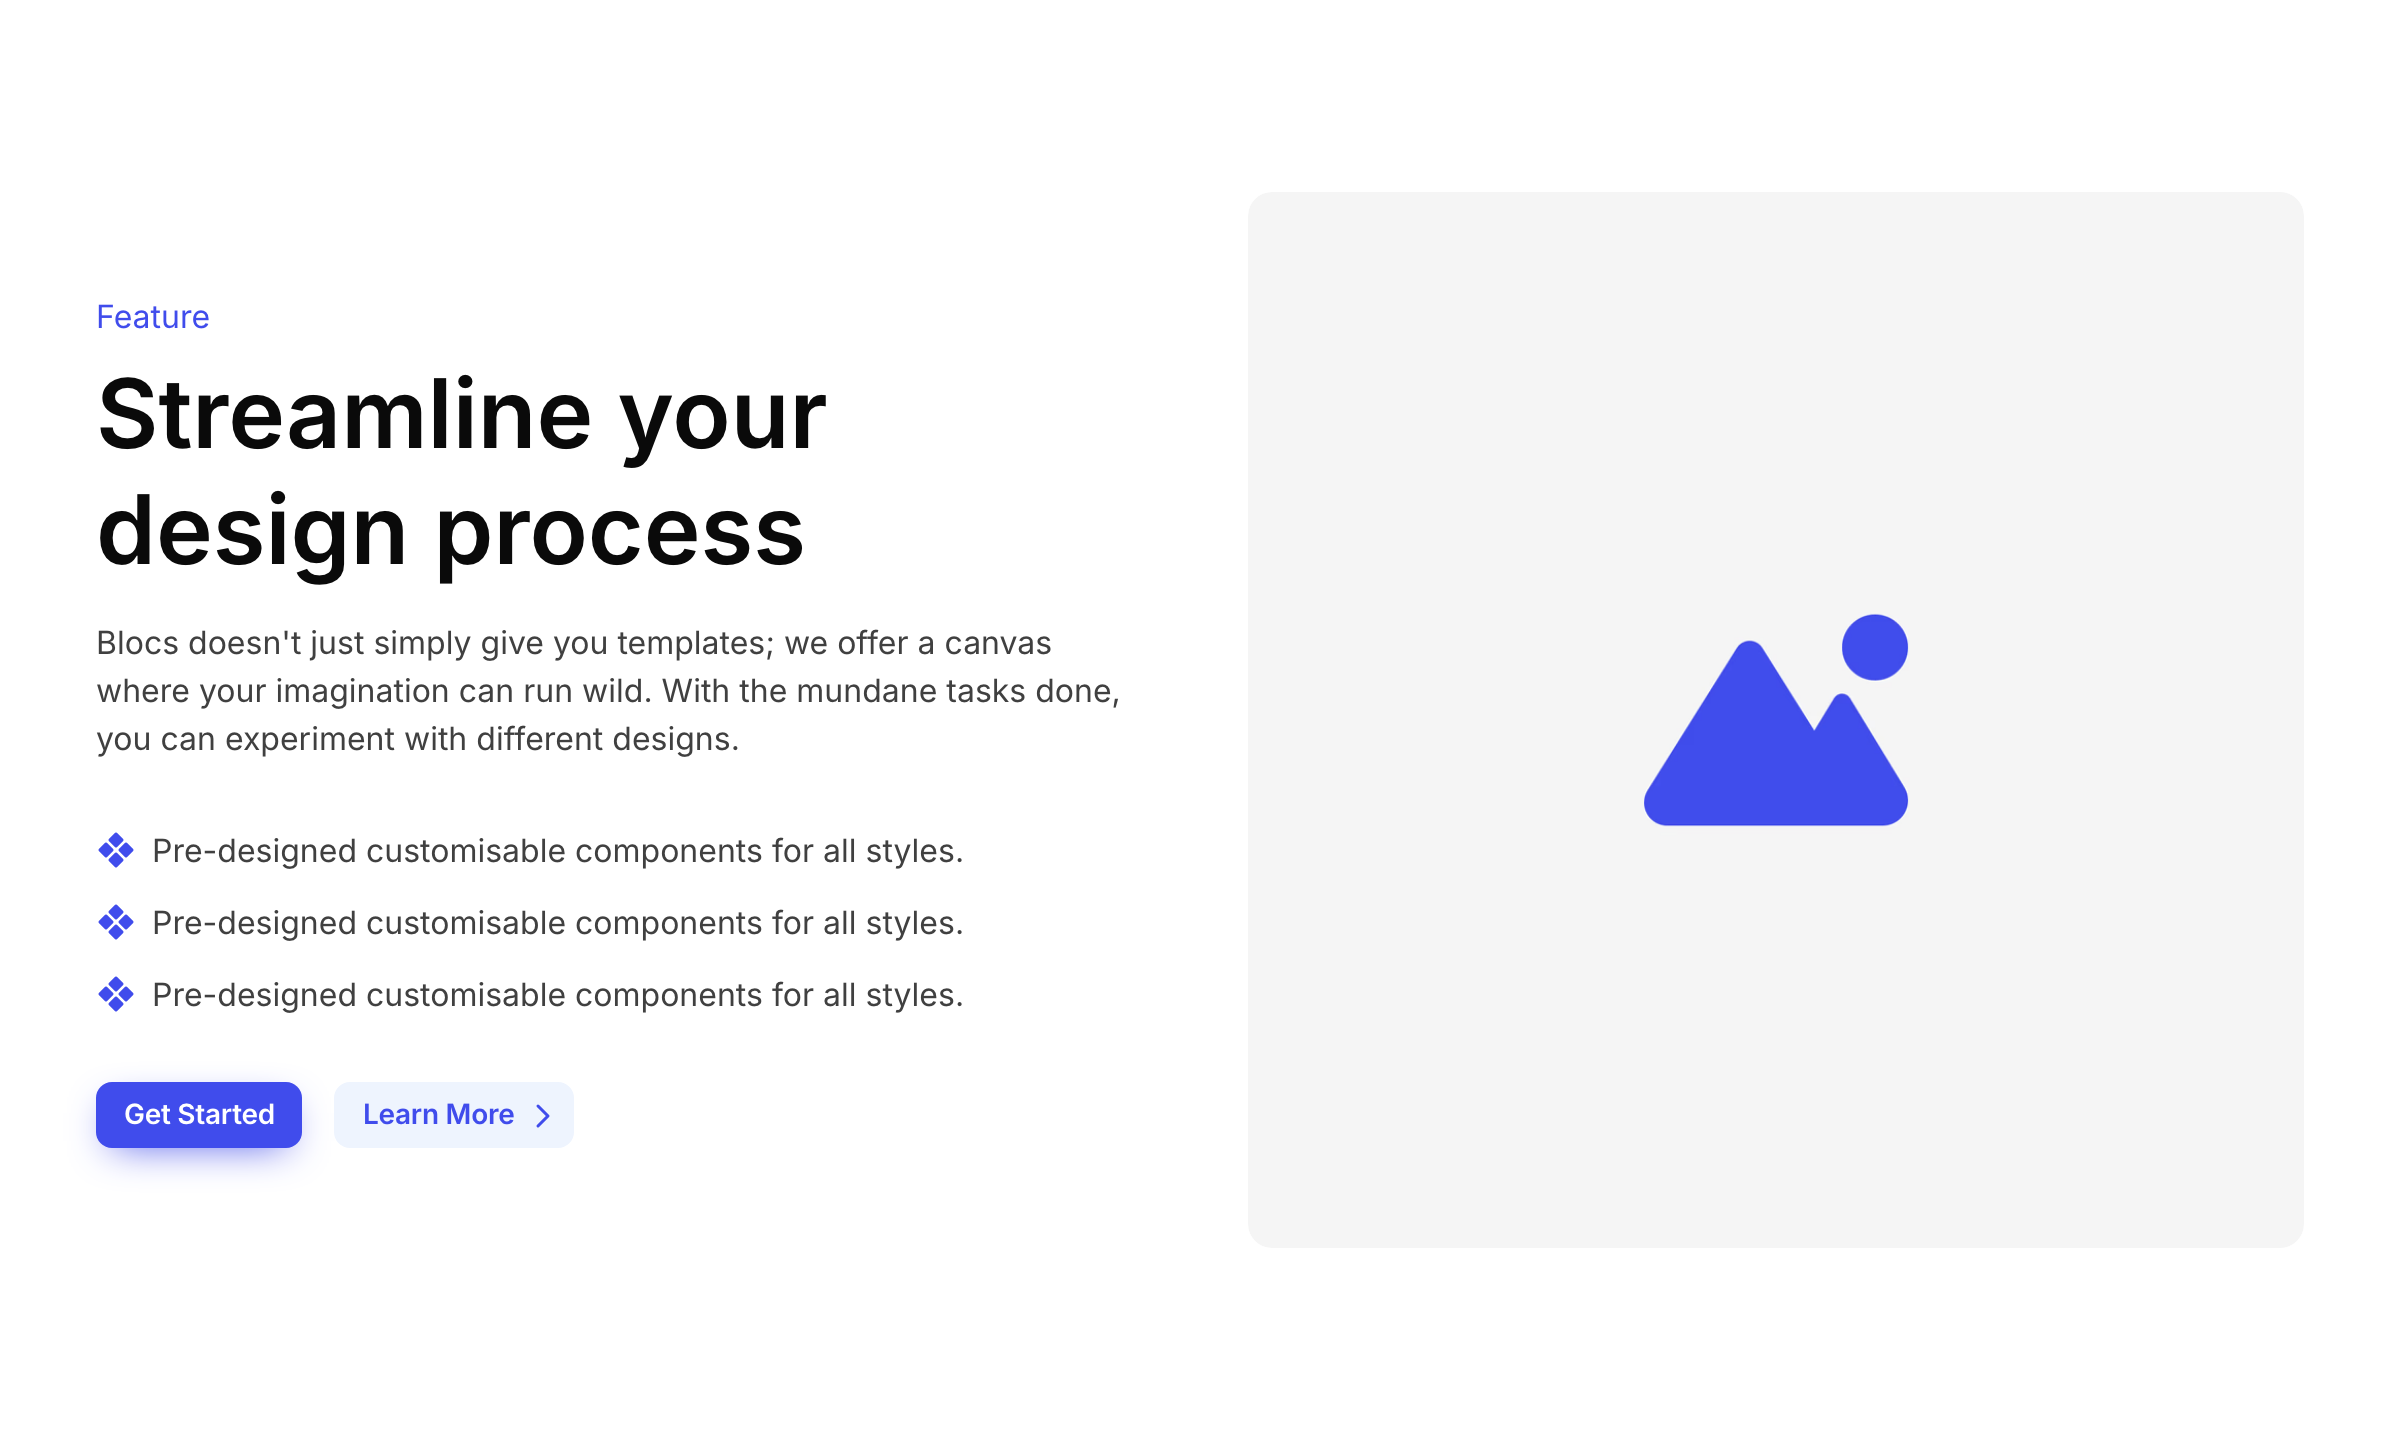 Feature
Streamline your
design process
Blocs doesn't just simply give you templates; we offer a canvas
where your imagination can run wild. With the mundane tasks done,
you can experiment with different designs.
Pre-designed customisable components for all styles.
Pre-designed customisable components for all styles.
Pre-designed customisable components for all styles.
Get Started
Learn More